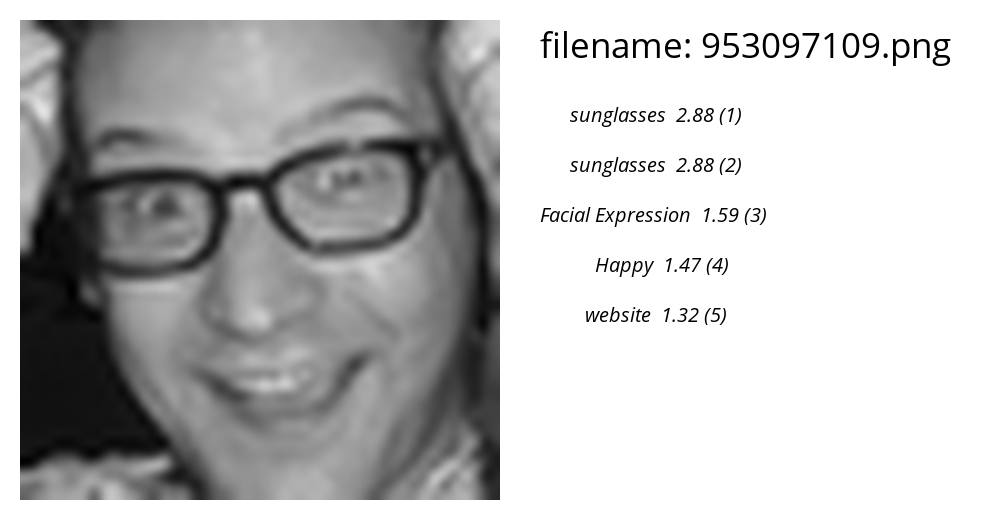 filename: 953097109.png
sunglasses 2.88 (1)
sunglasses 2.88 (2)
Facial Expression 1.59 (3)
Happy 1.47 (4)
website 1.32 (5)